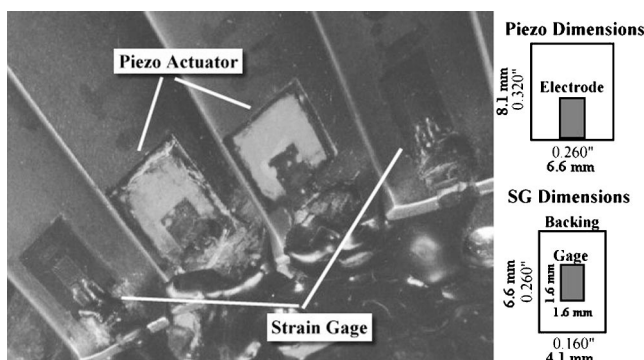 Piezo Actuator
Strain Gage
Piezo Dimensions
Electrode
8.1 mm
0.320"
0.260"
6.6 mm
SG Dimensions
Backing
Gage
6.6 mm
0.260"
1.6 mm
1.6 mm
0.160"
4.1 mm